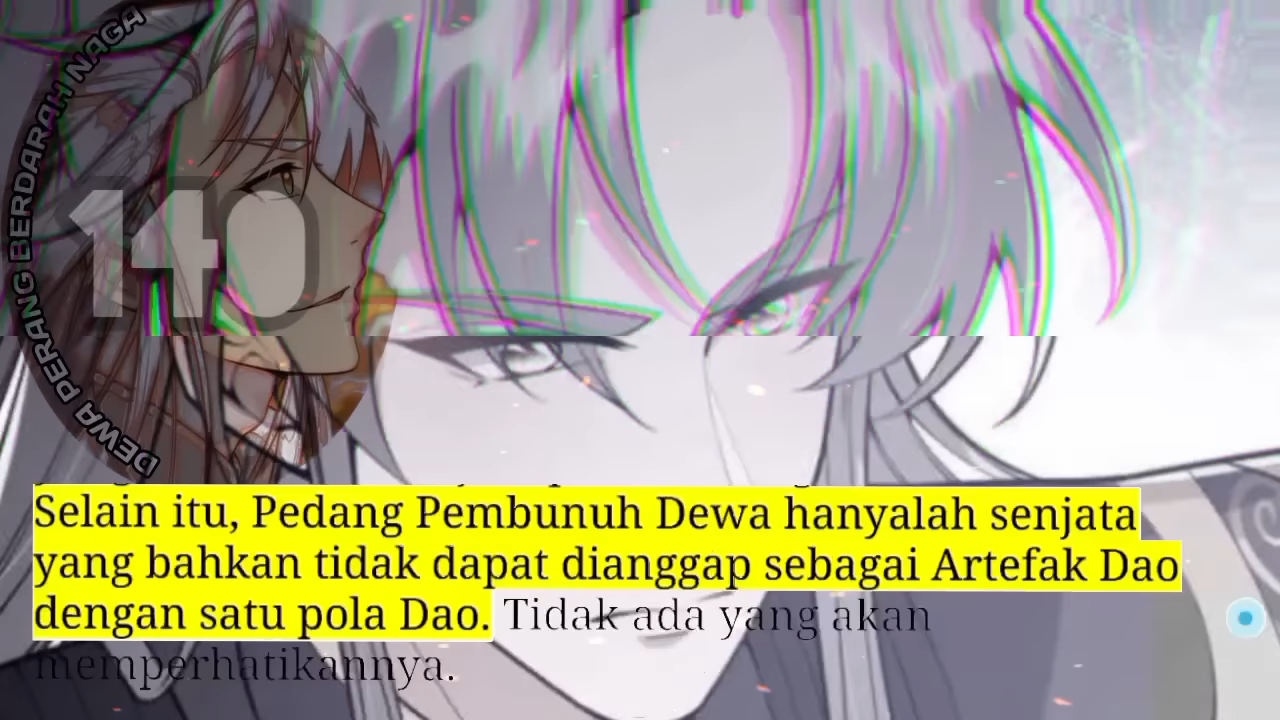 DEWA PERANG BERDARAH NAGA
140
Selain itu, Pedang Pembunuh Dewa hanyalah senjata
yang bahkan tidak dapat dianggap sebagai Artefak Dao
dengan satu pola Dao. Tidak ada yang akan
memperhatikannya.